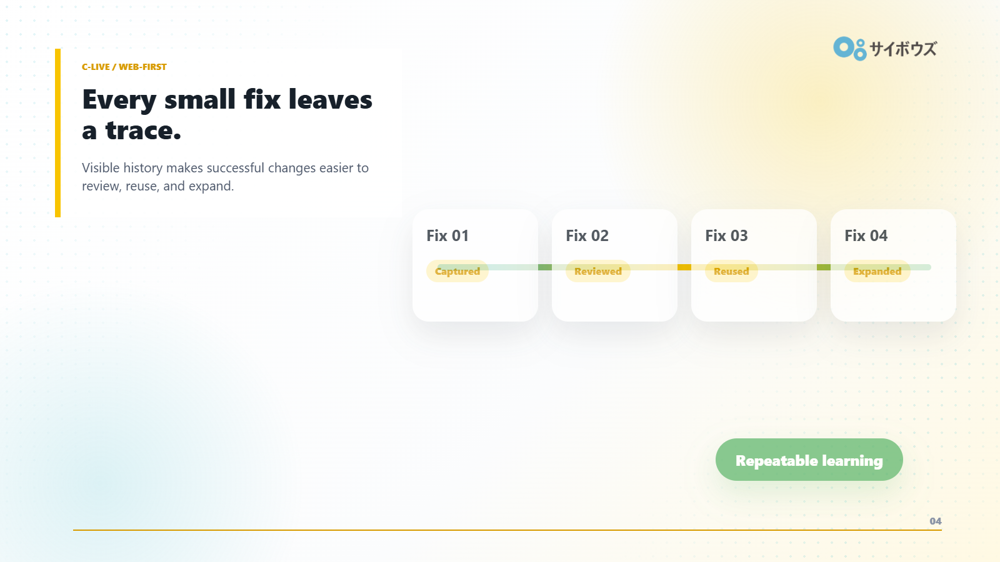 C-LIVE / WEB-FIRST
Every small fix leaves
a trace.
Visible history makes successful changes easier to
review, reuse, and expand.
サイボウズ
Fix 01
Captured
Fix 02
Reviewed
Fix 03
Reused
Fix 04
Expanded
Repeatable learning
04